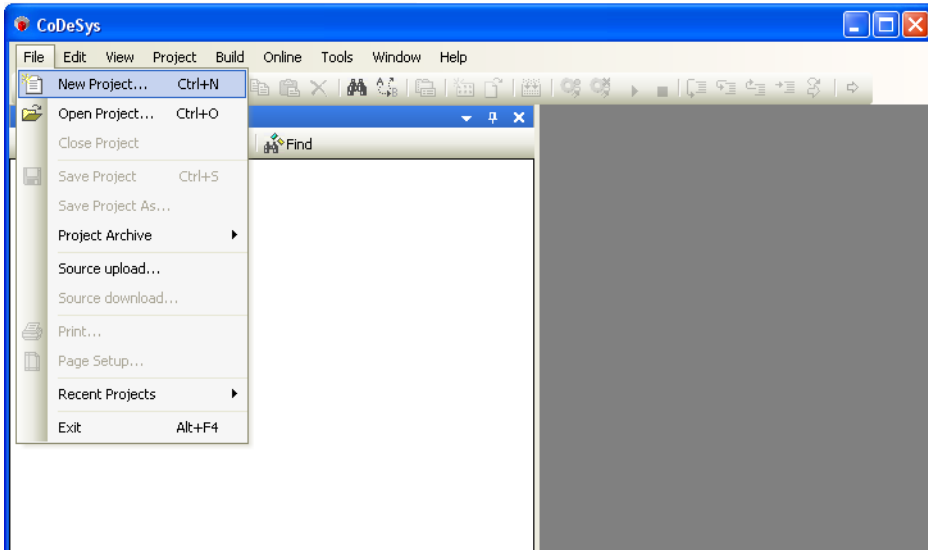 CoDeSys
File Edit View Project Build Online Tools Window Help
New Project... Ctrl+N
Open Project... Ctrl+O
Close Project
Find
Save Project Ctrl+S
Save Project As...
Project Archive
Source upload...
Source download...
Print...
Page Setup...
Recent Projects
Exit Alt+F4